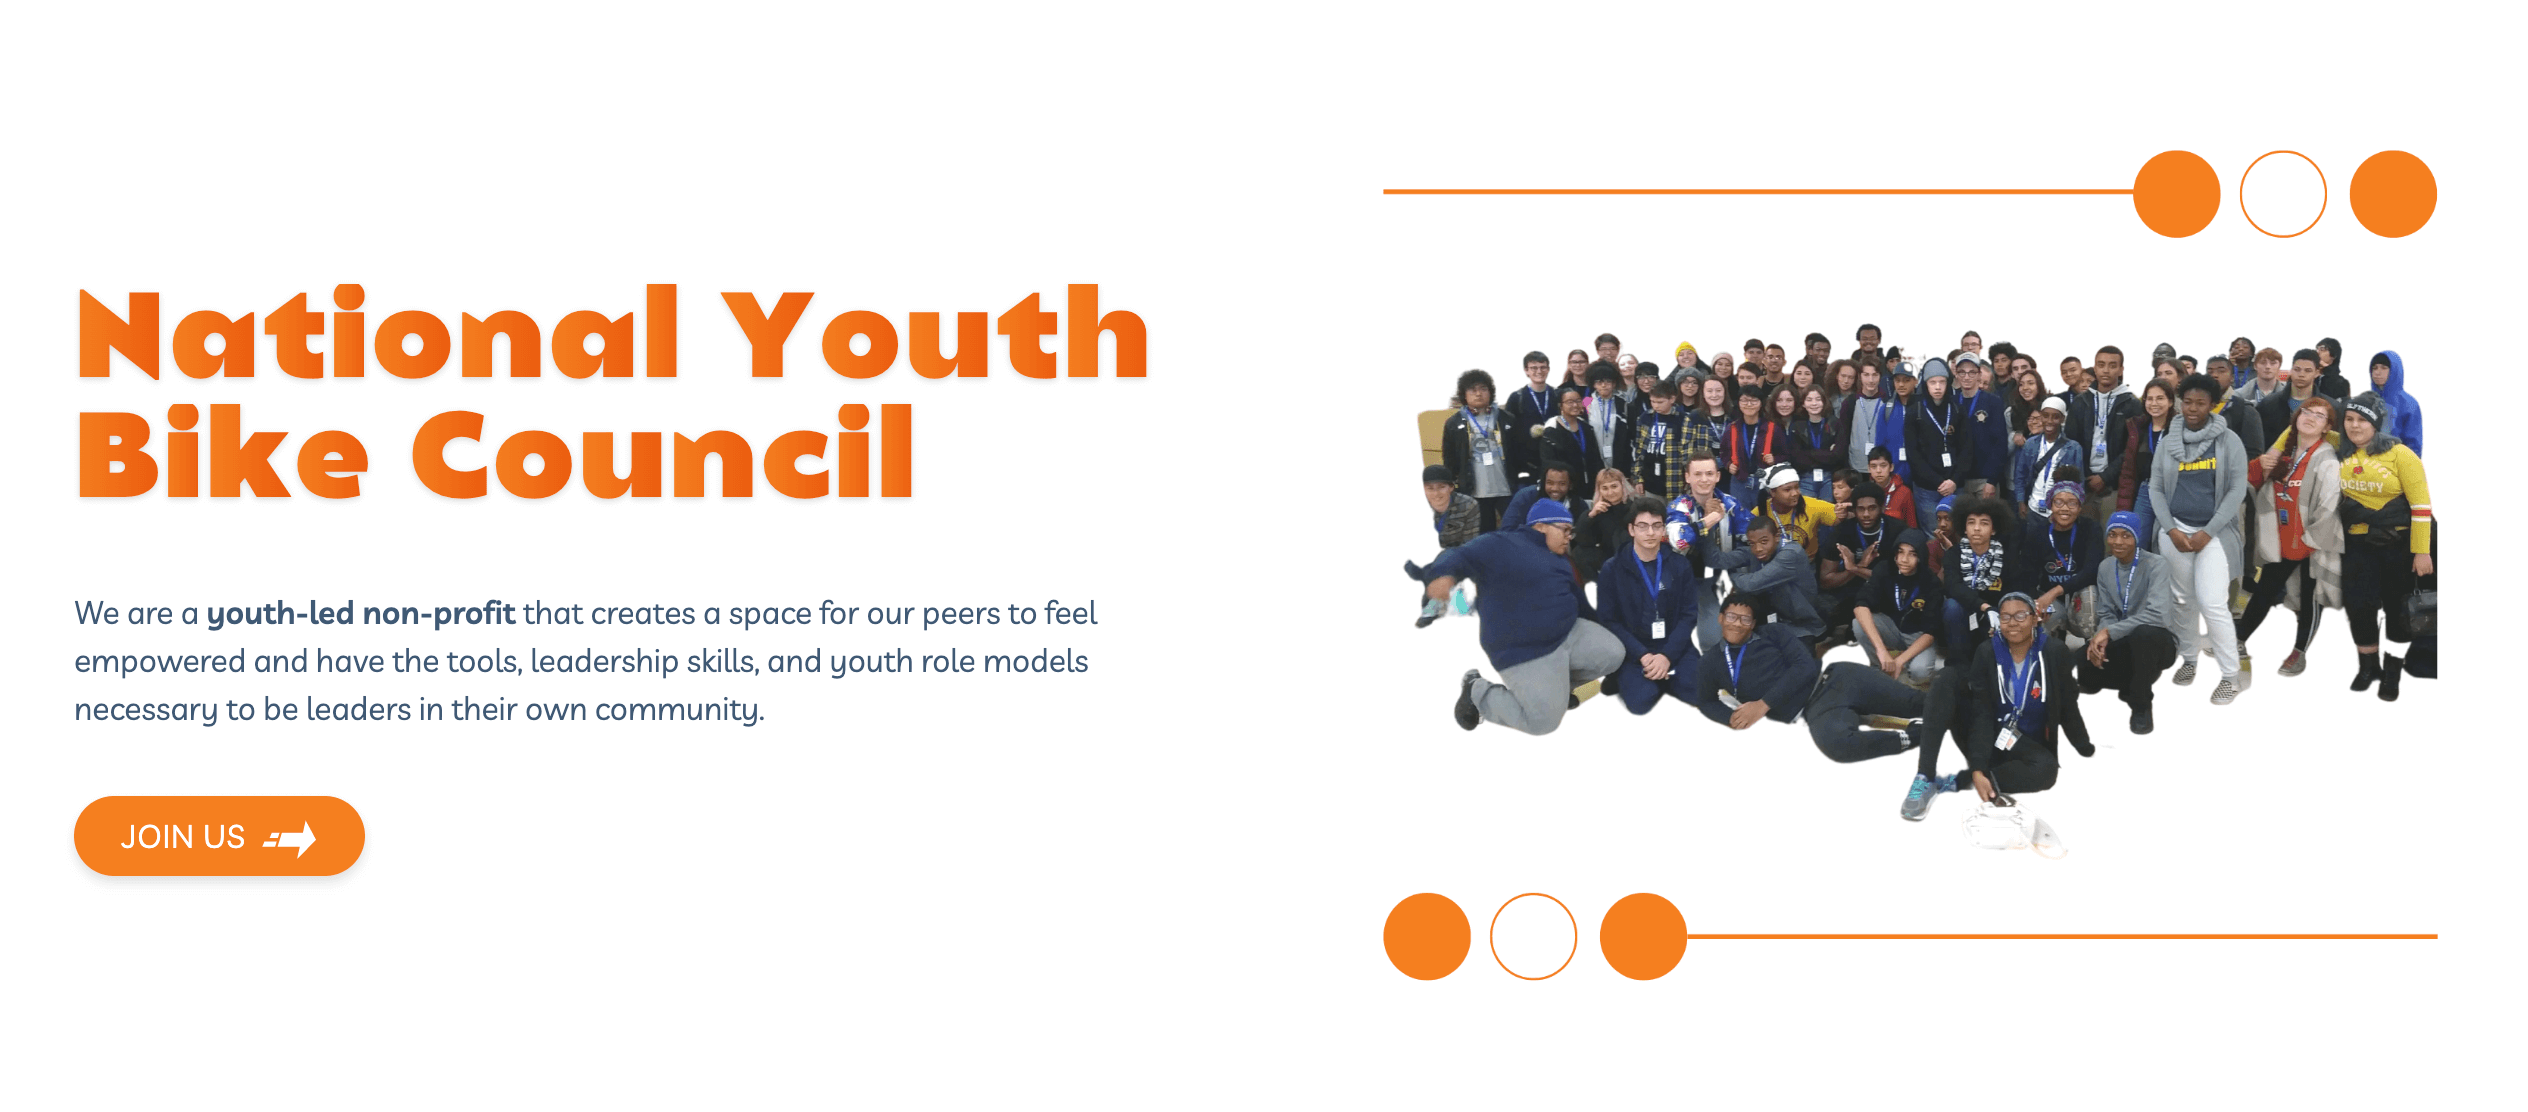 National Youth
Bike Council
We are a youth-led non-profit that creates a space for our peers to feel
empowered and have the tools, leadership skills, and youth role models
necessary to be leaders in their own community.
JOIN US